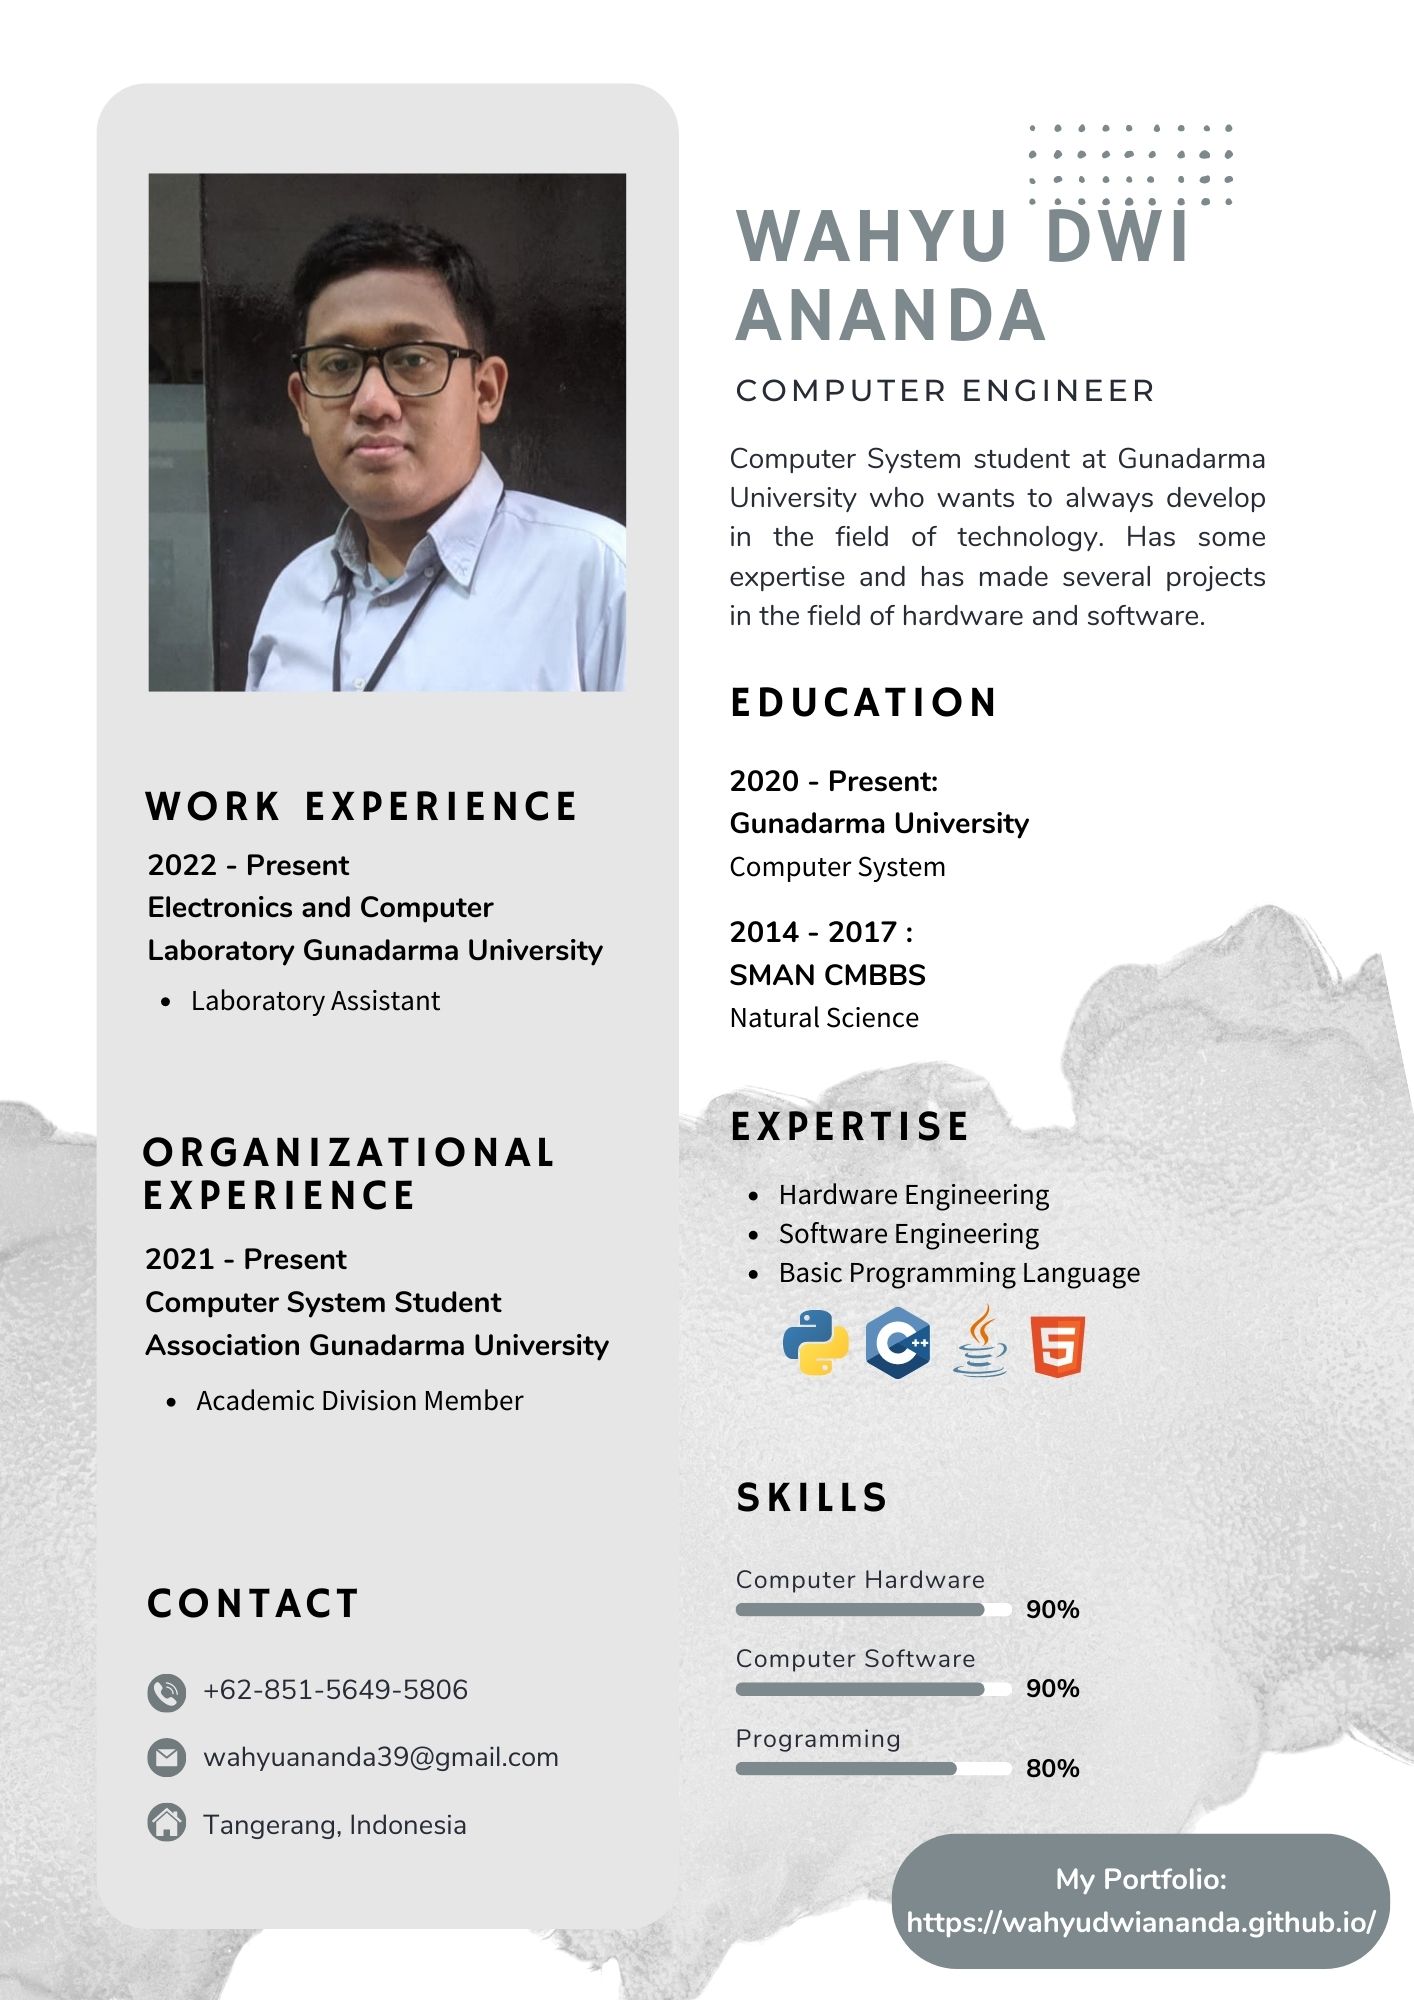 WAHYU DWI
ANANDA
COMPUTER ENGINEER
Computer System student at Gunadarma
University who wants to always develop
in the field of technology. Has some
expertise and has made several projects
in the field of hardware and software.
EDUCATION
2020 - Present:
Gunadarma University
Computer System
2014 - 2017 :
SMAN CMBBS
Natural Science
EXPERTISE
Hardware Engineering
Software Engineering
Basic Programming Language
C++
5
SKILLS
Computer Hardware
90%
Computer Software
90%
Programming
80%
My Portfolio:
https://wahyudwiananda.github.io/
WORK EXPERIENCE
2022 - Present
Electronics and Computer
Laboratory Gunadarma University
Laboratory Assistant
ORGANIZATIONAL
EXPERIENCE
2021 - Present
Computer System Student
Association Gunadarma University
Academic Division Member
CONTACT
+62-851-5649-5806
wahyuananda39@gmail.com
Tangerang, Indonesia